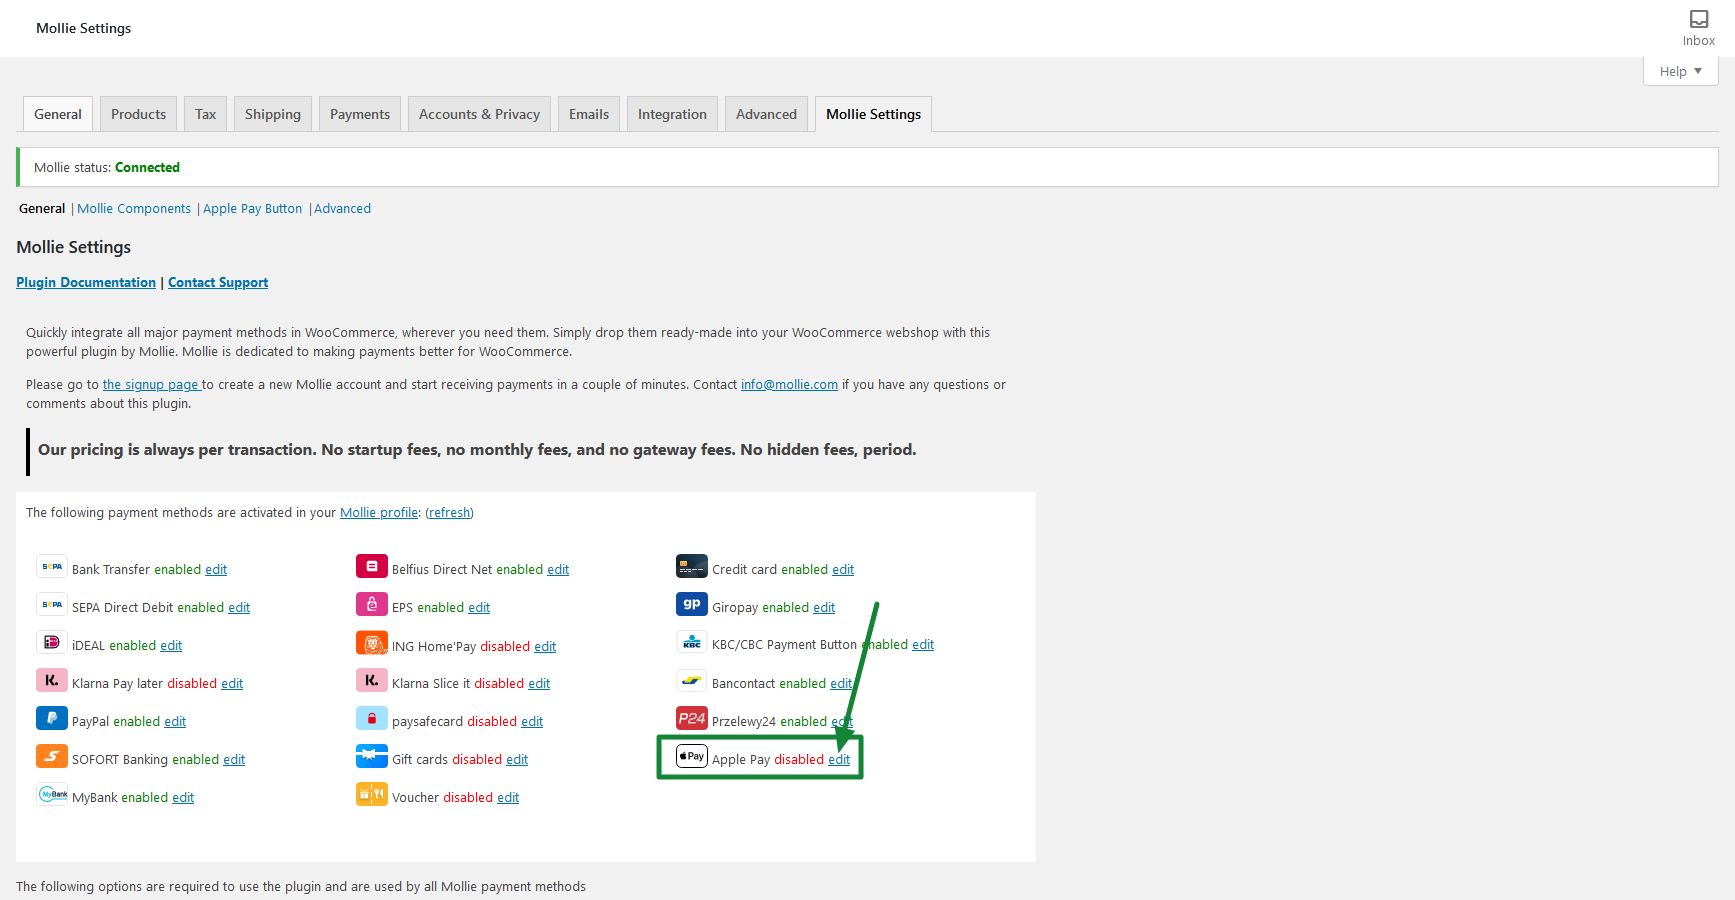 Mollie Settings
Inbox
Help ▼
General Products Tax Shipping Payments Accounts & Privacy Emails Integration Advanced Mollie Settings
Mollie status: Connected
General | Mollie Components | Apple Pay Button | Advanced
Mollie Settings
Plugin Documentation | Contact Support
Quickly integrate all major payment methods in WooCommerce, wherever you need them. Simply drop them ready-made into your WooCommerce webshop with this
powerful plugin by Mollie. Mollie is dedicated to making payments better for WooCommerce.
Please go to the signup page to create a new Mollie account and start receiving payments in a couple of minutes. Contact info@mollie.com if you have any questions or
comments about this plugin.
Our pricing is always per transaction. No startup fees, no monthly fees, and no gateway fees. No hidden fees, period.
The following payment methods are activated in your Mollie profile: (refresh)
SEPA Bank Transfer enabled edit
Belfius Direct Net enabled edit
Credit card enabled edit
SEPA SEPA Direct Debit enabled edit
EPS enabled edit
gp Giropay enabled edit
iDEAL enabled edit
ING Home'Pay disabled edit
KBC KBC/CBC Payment Button enabled edit
K. Klarna Pay later disabled edit
K. Klarna Slice it disabled edit
Bancontact enabled edit
PayPal enabled edit
paysafecard disabled edit
P24 Przelewy24 enabled edit
SOFORT Banking enabled edit
Gift cards disabled edit
Pay Apple Pay disabled edit
MyBank MyBank enabled edit
Voucher disabled edit
The following options are required to use the plugin and are used by all Mollie payment methods